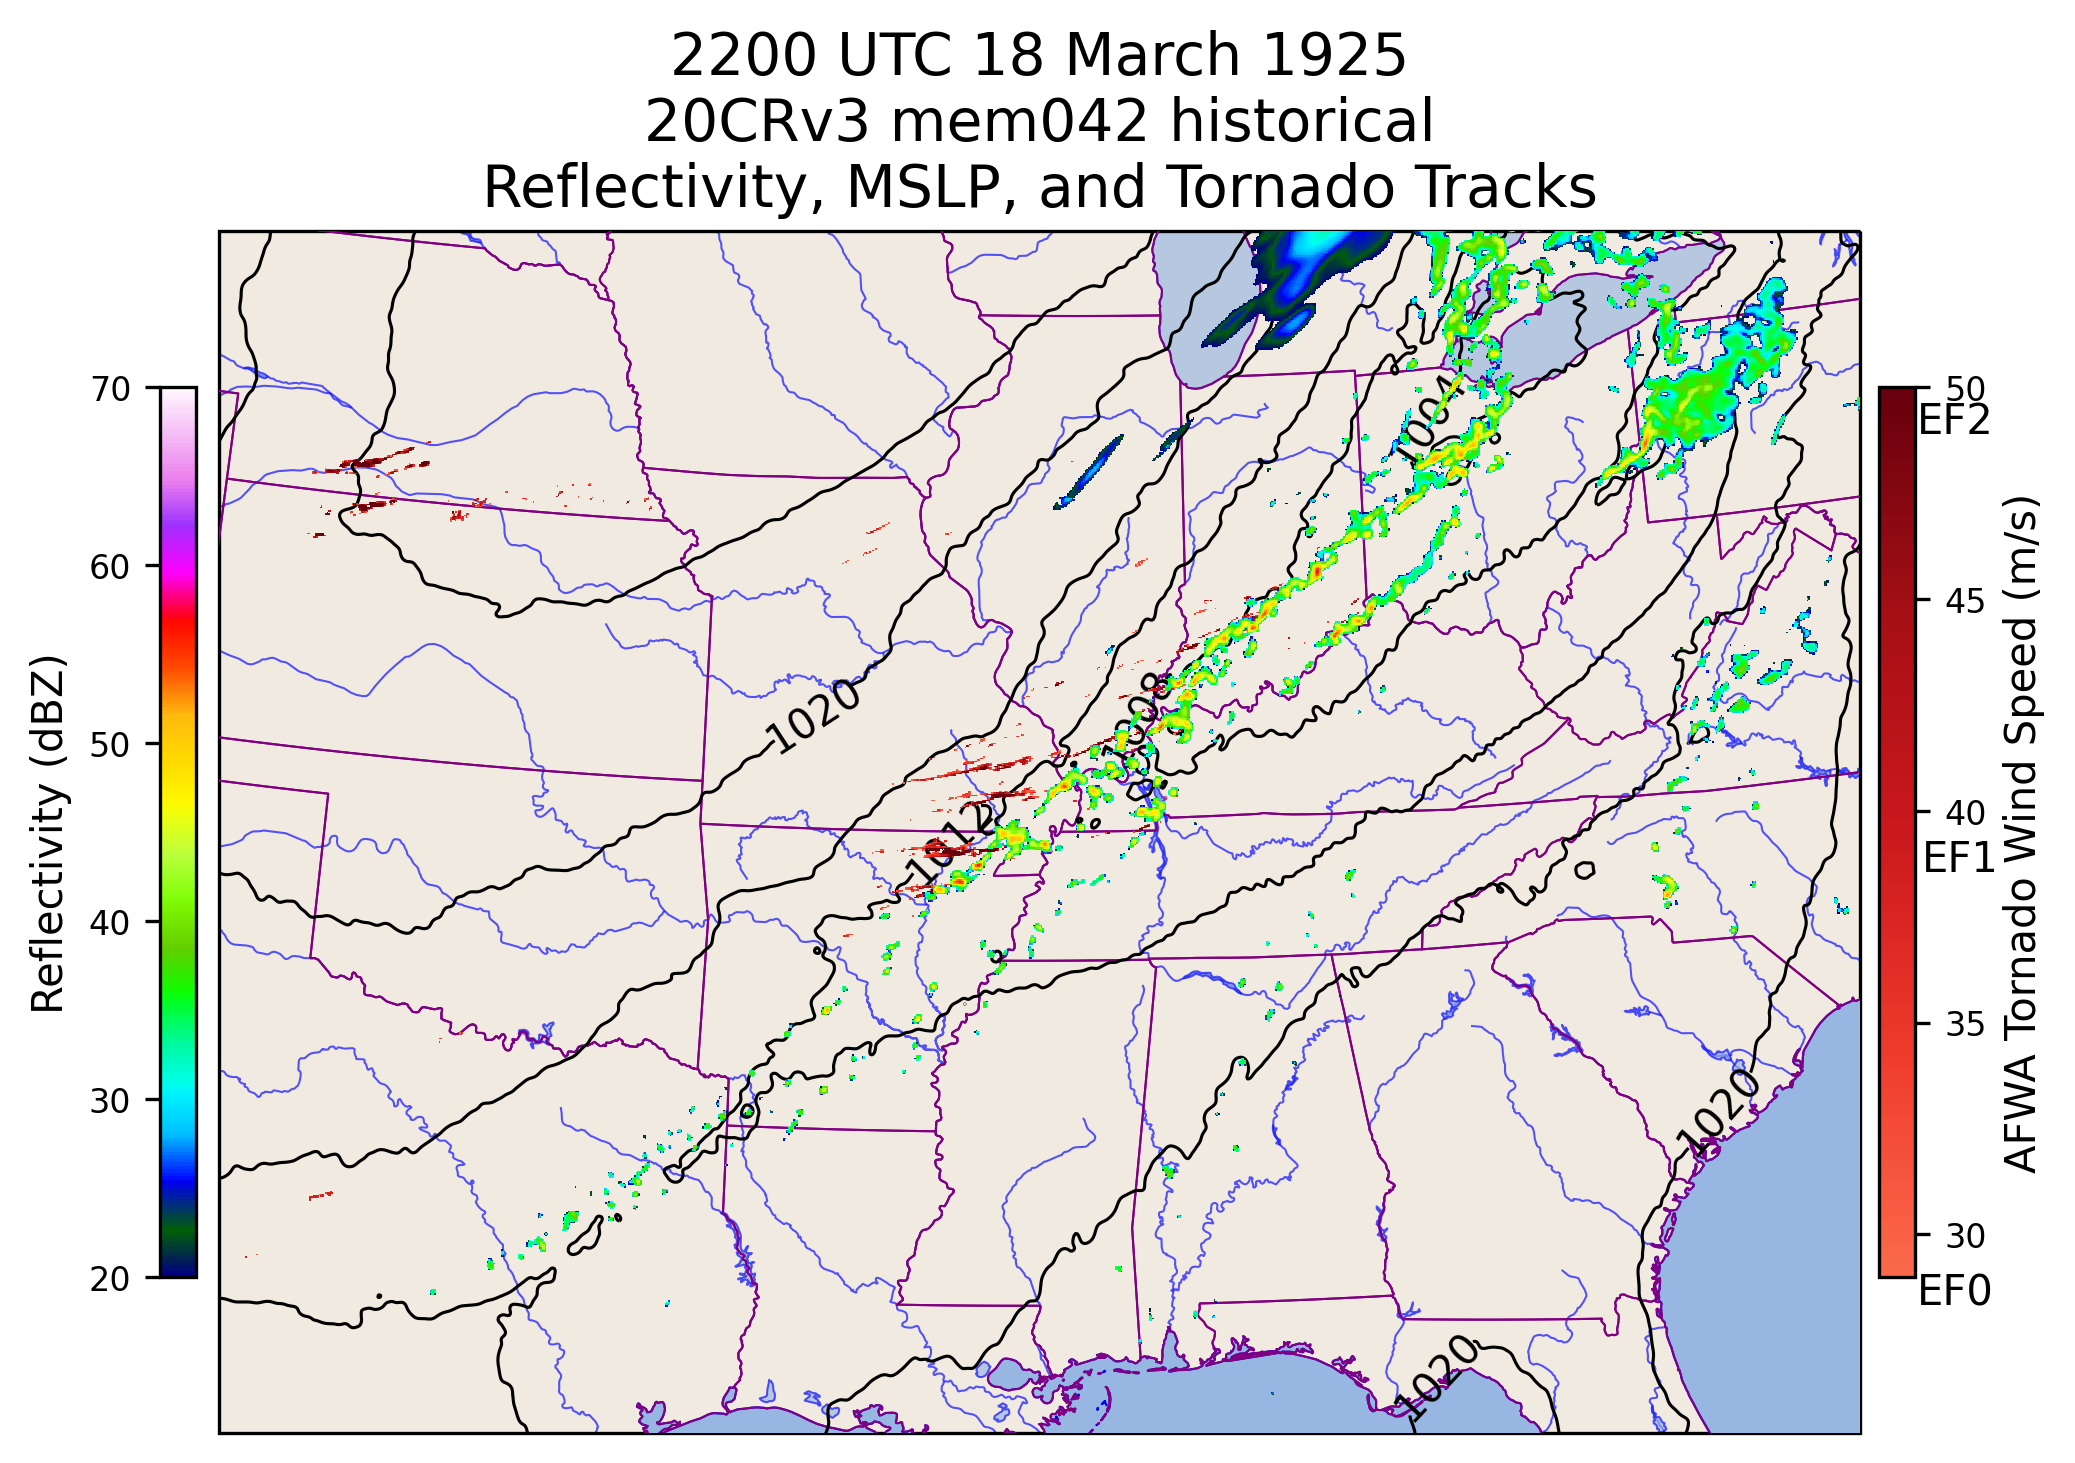 2200 UTC 18 March 1925
20CRv3 mem042 historical
Reflectivity, MSLP, and Tornado Tracks
Reflectivity (dBZ)
70
60
50
40
30
20
1004
1008
1020
1012
1020
1020
50
EF2
45
40
EF1
35
30
EF0
AFWA Tornado Wind Speed (m/s)